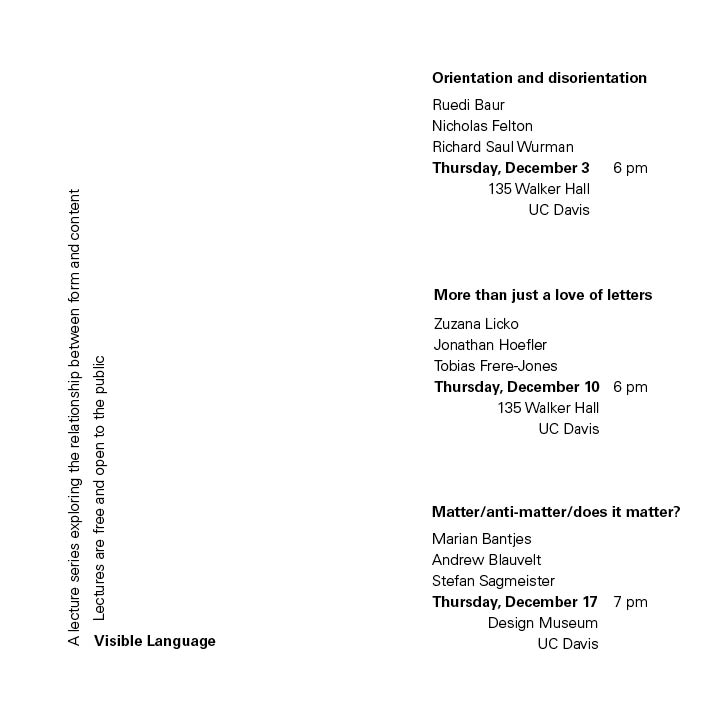 Orientation and disorientation
Ruedi Baur
Nicholas Felton
Richard Saul Wurman
Thursday, December 3 6 pm
135 Walker Hall
UC Davis
More than just a love of letters
Zuzana Licko
Jonathan Hoefler
Tobias Frere-Jones
Thursday, December 10 6 pm
135 Walker Hall
UC Davis
Matter/anti-matter/does it matter?
Marian Bantjes
Andrew Blauvelt
Stefan Sagmeister
Thursday, December 17 7 pm
Design Museum
UC Davis
A lecture series exploring the relationship between form and content
Lectures are free and open to the public
Visible Language